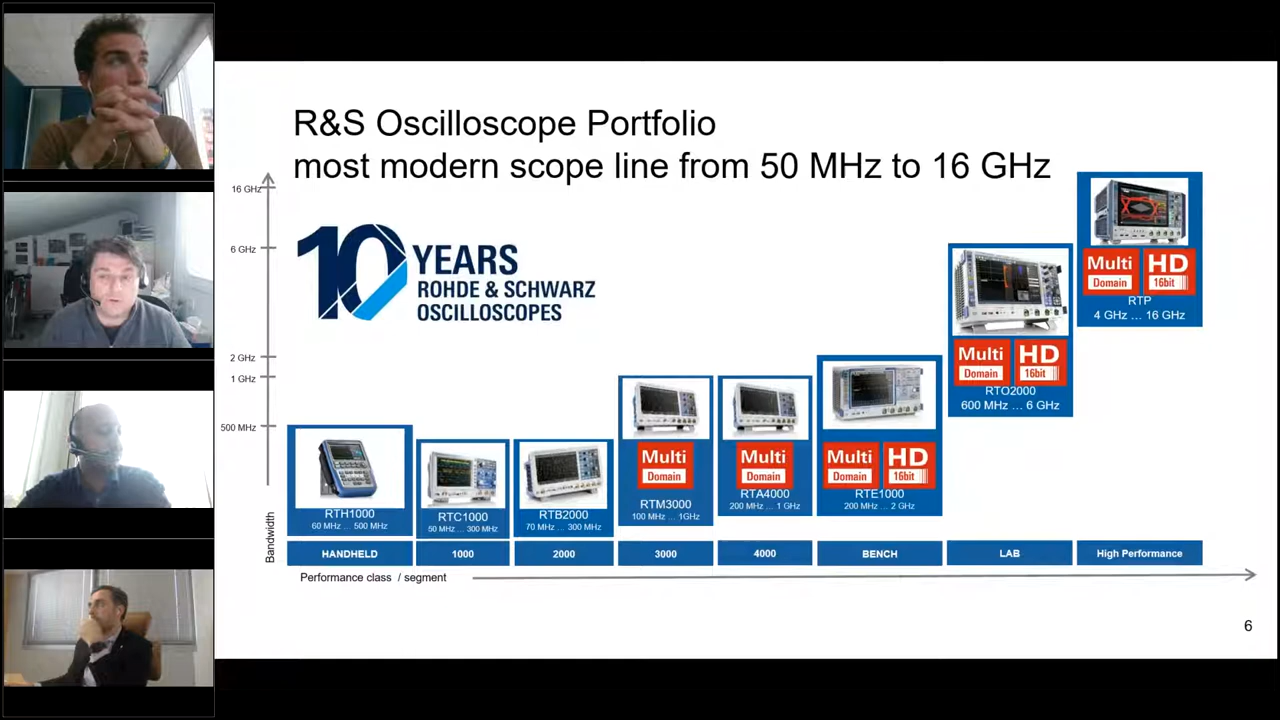 R&S Oscilloscope Portfolio
most modern scope line from 50 MHz to 16 GHz
16 GHz
6 GHz
2 GHz
1 GHz
500 MHz
Bandwidth
10 YEARS
ROHDE & SCHWARZ
OSCILLOSCOPES
RTH1000
60 MHz ... 500 MHz
HANDHELD
RTC1000
50 MHz ... 300 MHz
1000
RTB2000
70 MHz ... 300 MHz
2000
Multi
Domain
RTM3000
100 MHz ... 1GHz
3000
Multi
Domain
RTA4000
200 MHz ... 1 GHz
4000
Multi
Domain
HD
16bit
RTE1000
200 MHz ... 2 GHz
BENCH
Multi
Domain
HD
16bit
RTO2000
600 MHz ... 6 GHz
LAB
Multi
Domain
HD
16bit
RTP
4 GHz ... 16 GHz
High Performance
Performance class / segment
6